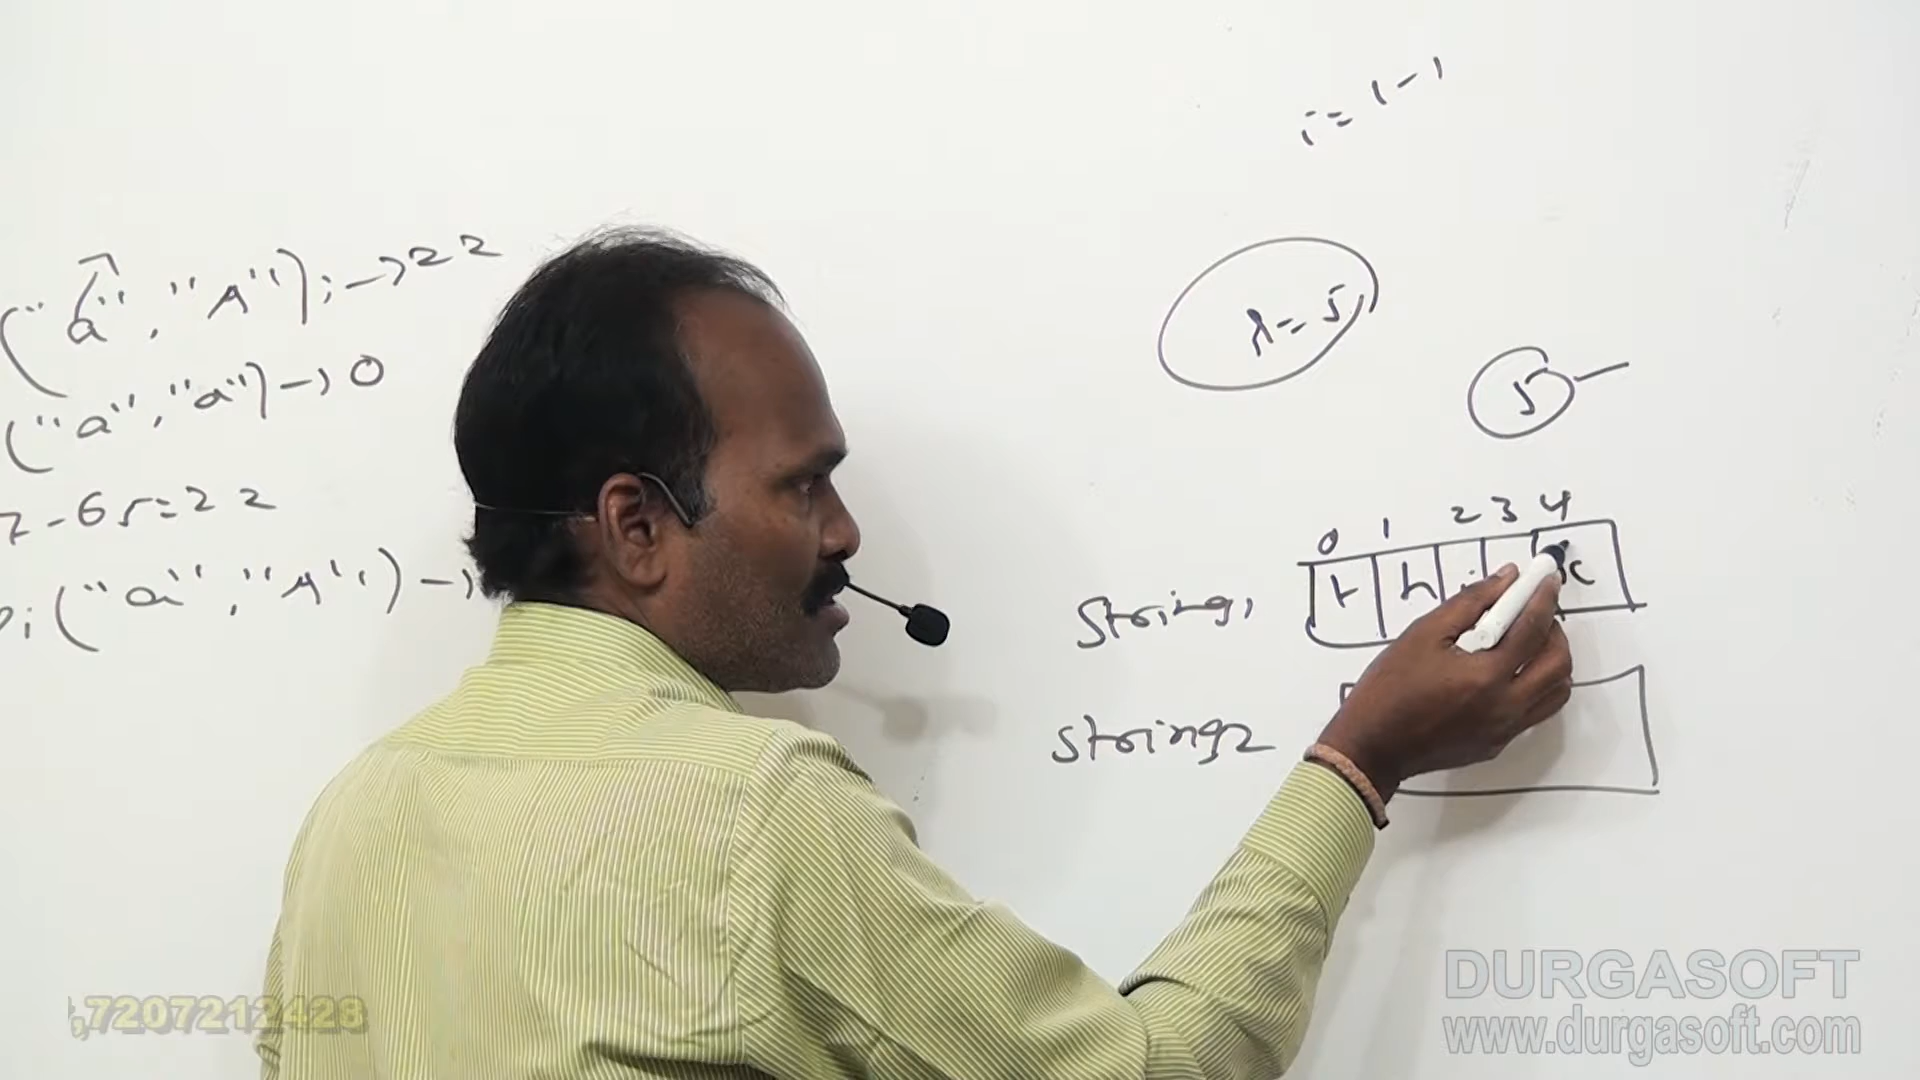 i = 1 - 1
("a", "A"); → 22
l = 5,
("a", "a") → 0
5 -
7 - 65 = 22
0 1 2 3 4
i("a", "A") →
string1 t h i k
string2
,7207212428
DURGASOFT
www.durgasoft.com